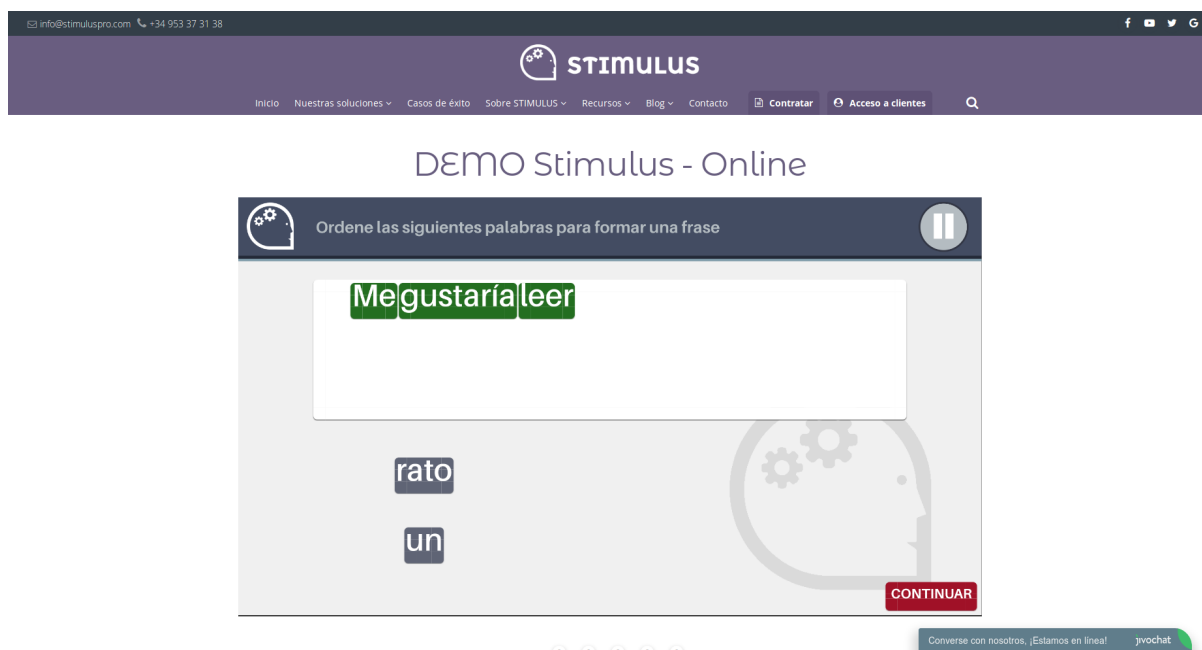 info@stimuluspro.com +34 953 37 31 38
STIMULUS
Inicio Nuestras soluciones Casos de éxito Sobre STIMULUS Recursos Blog Contacto Contratar Acceso a clientes
DEMO Stimulus - Online
Ordene las siguientes palabras para formar una frase
Me gustaría leer
rato
un
CONTINUAR
Converse con nosotros, ¡Estamos en línea! jivochat